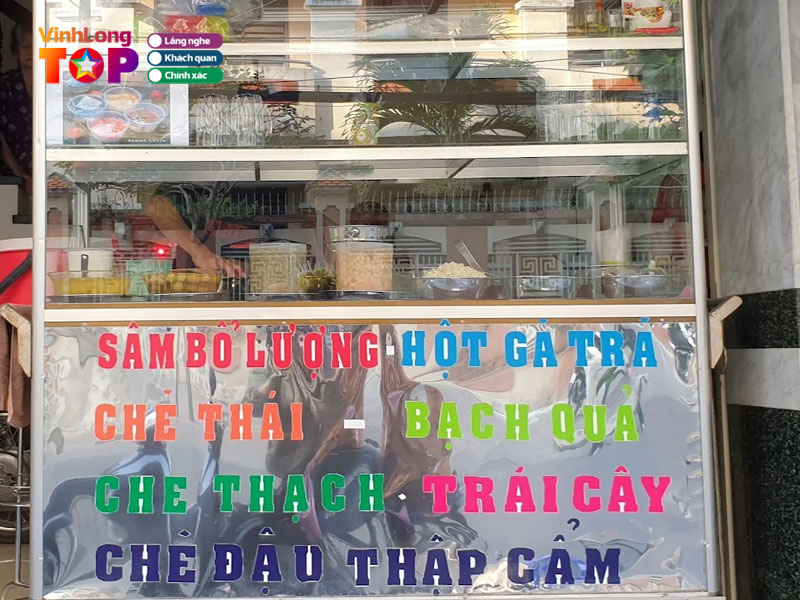 VinhLong
TOP
Lắng nghe
Khách quan
Chính xác
SÂM BỔ LƯỢNG - HỘT GÀ TRÀ
CHÈ THÁI - BẠCH QUẢ
CHE THẠCH - TRÁI CÂY
CHÈ ĐẬU THẬP CẨM